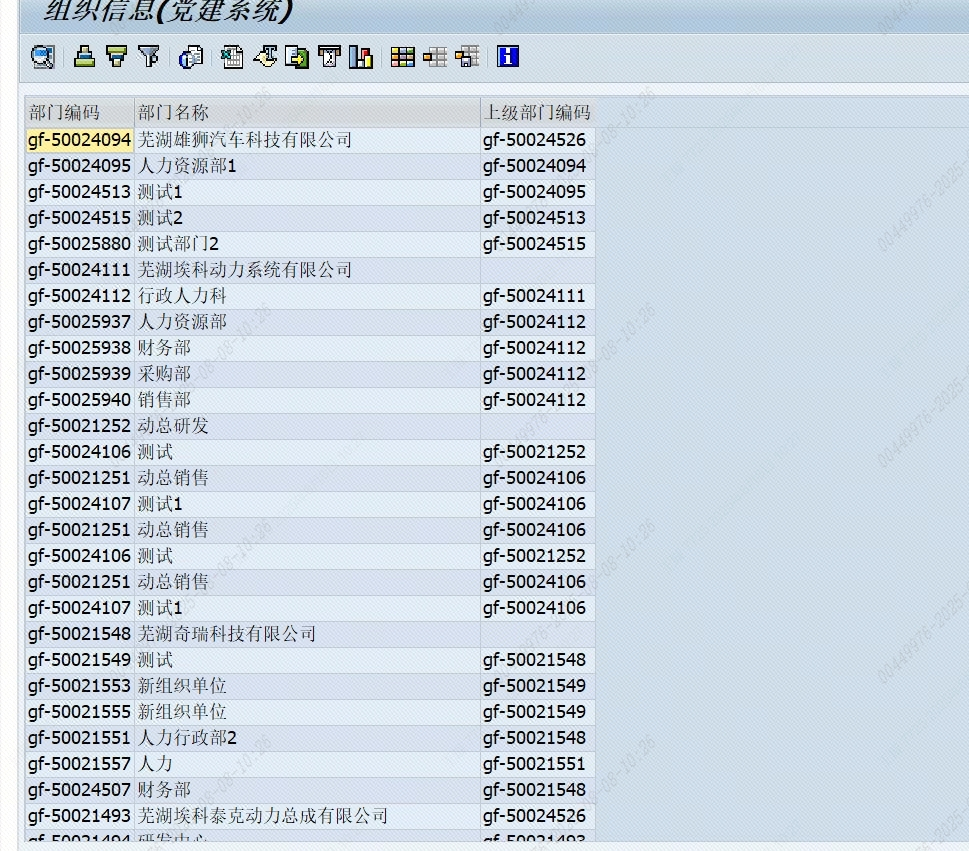 组织信息(党建系统)
部门编码 部门名称 上级部门编码
gf-50024094 芜湖雄狮汽车科技有限公司 gf-50024526
gf-50024095 人力资源部1 gf-50024094
gf-50024513 测试1 gf-50024095
gf-50024515 测试2 gf-50024513
gf-50025880 测试部门2 gf-50024515
gf-50024111 芜湖埃科动力系统有限公司
gf-50024112 行政人力科 gf-50024111
gf-50025937 人力资源部 gf-50024112
gf-50025938 财务部 gf-50024112
gf-50025939 采购部 gf-50024112
gf-50025940 销售部 gf-50024112
gf-50021252 动总研发
gf-50024106 测试 gf-50021252
gf-50021251 动总销售 gf-50024106
gf-50024107 测试1 gf-50024106
gf-50021251 动总销售 gf-50024106
gf-50024106 测试 gf-50021252
gf-50021251 动总销售 gf-50024106
gf-50024107 测试1 gf-50024106
gf-50021548 芜湖奇瑞科技有限公司
gf-50021549 测试 gf-50021548
gf-50021553 新组织单位 gf-50021549
gf-50021555 新组织单位 gf-50021549
gf-50021551 人力行政部2 gf-50021548
gf-50021557 人力 gf-50021551
gf-50024507 财务部 gf-50021548
gf-50021493 芜湖埃科泰克动力总成有限公司 gf-50024526
gf-50021494 研发中心 gf-50021493